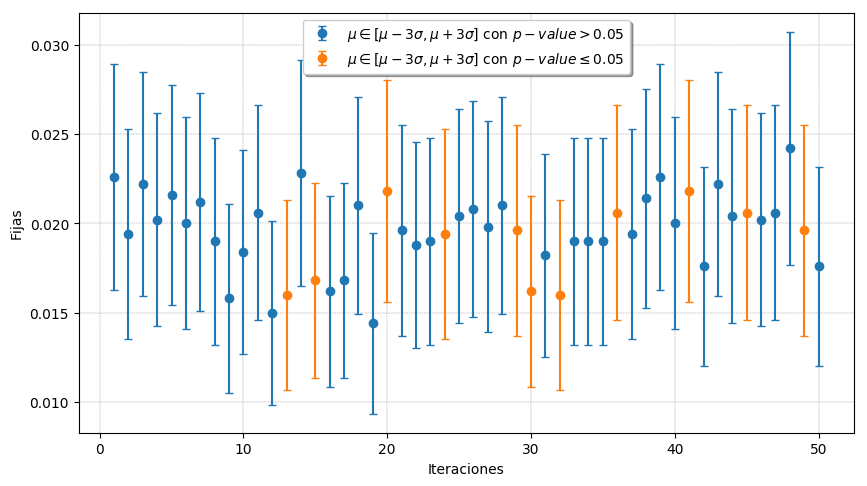 μ ∈ [μ − 3σ, μ + 3σ] con p − value > 0.05
μ ∈ [μ − 3σ, μ + 3σ] con p − value ≤ 0.05
0.030
0.025
0.020
0.015
0.010
Fijas
0 10 20 30 40 50
Iteraciones